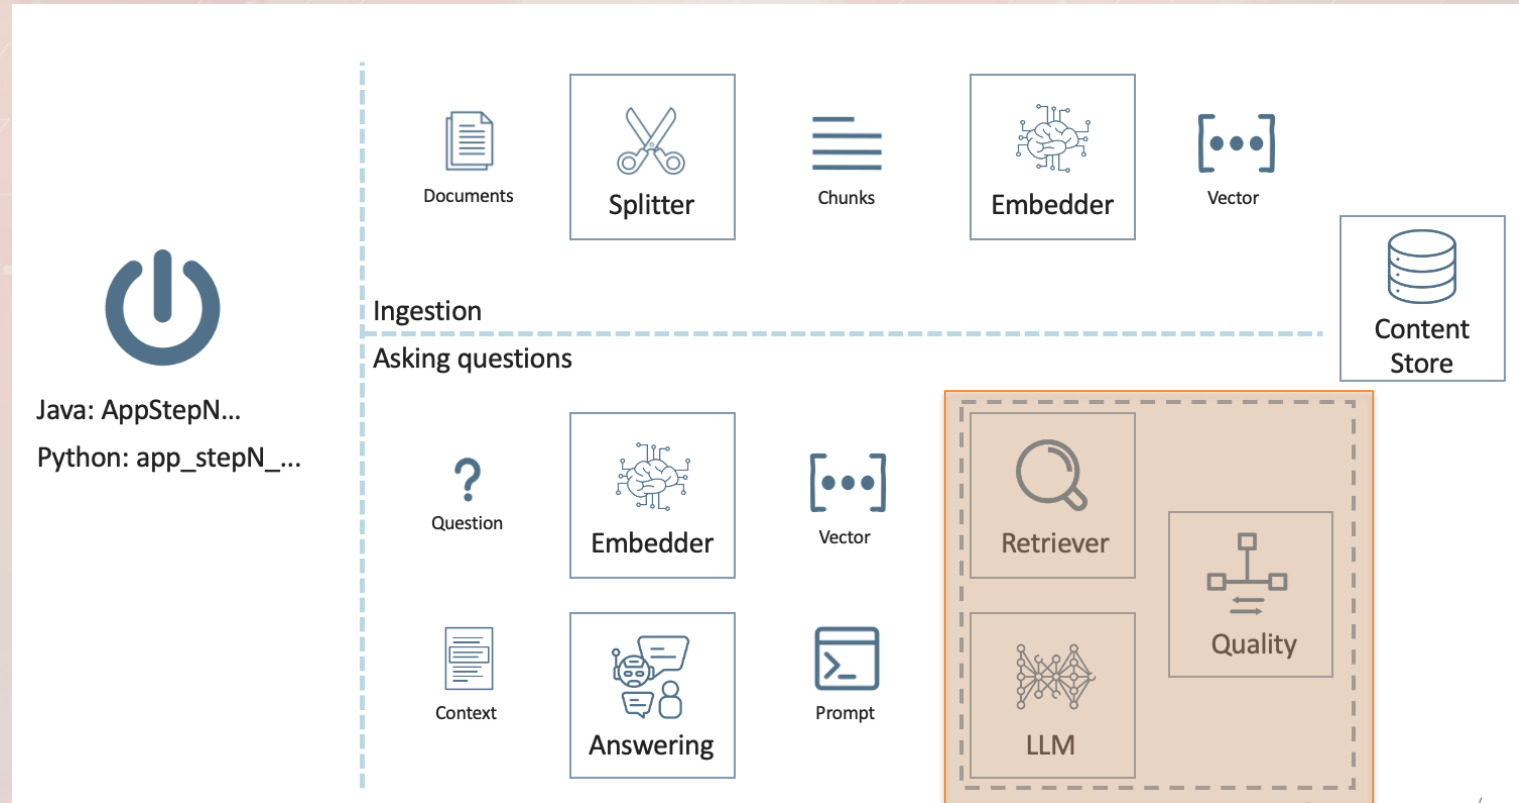 Documents
Splitter
Chunks
Embedder
Vector
Content
Store
Ingestion
Asking questions
Java: AppStepN...
Python: app_stepN_...
?
Question
Embedder
Vector
Retriever
Quality
Context
Answering
Prompt
LLM